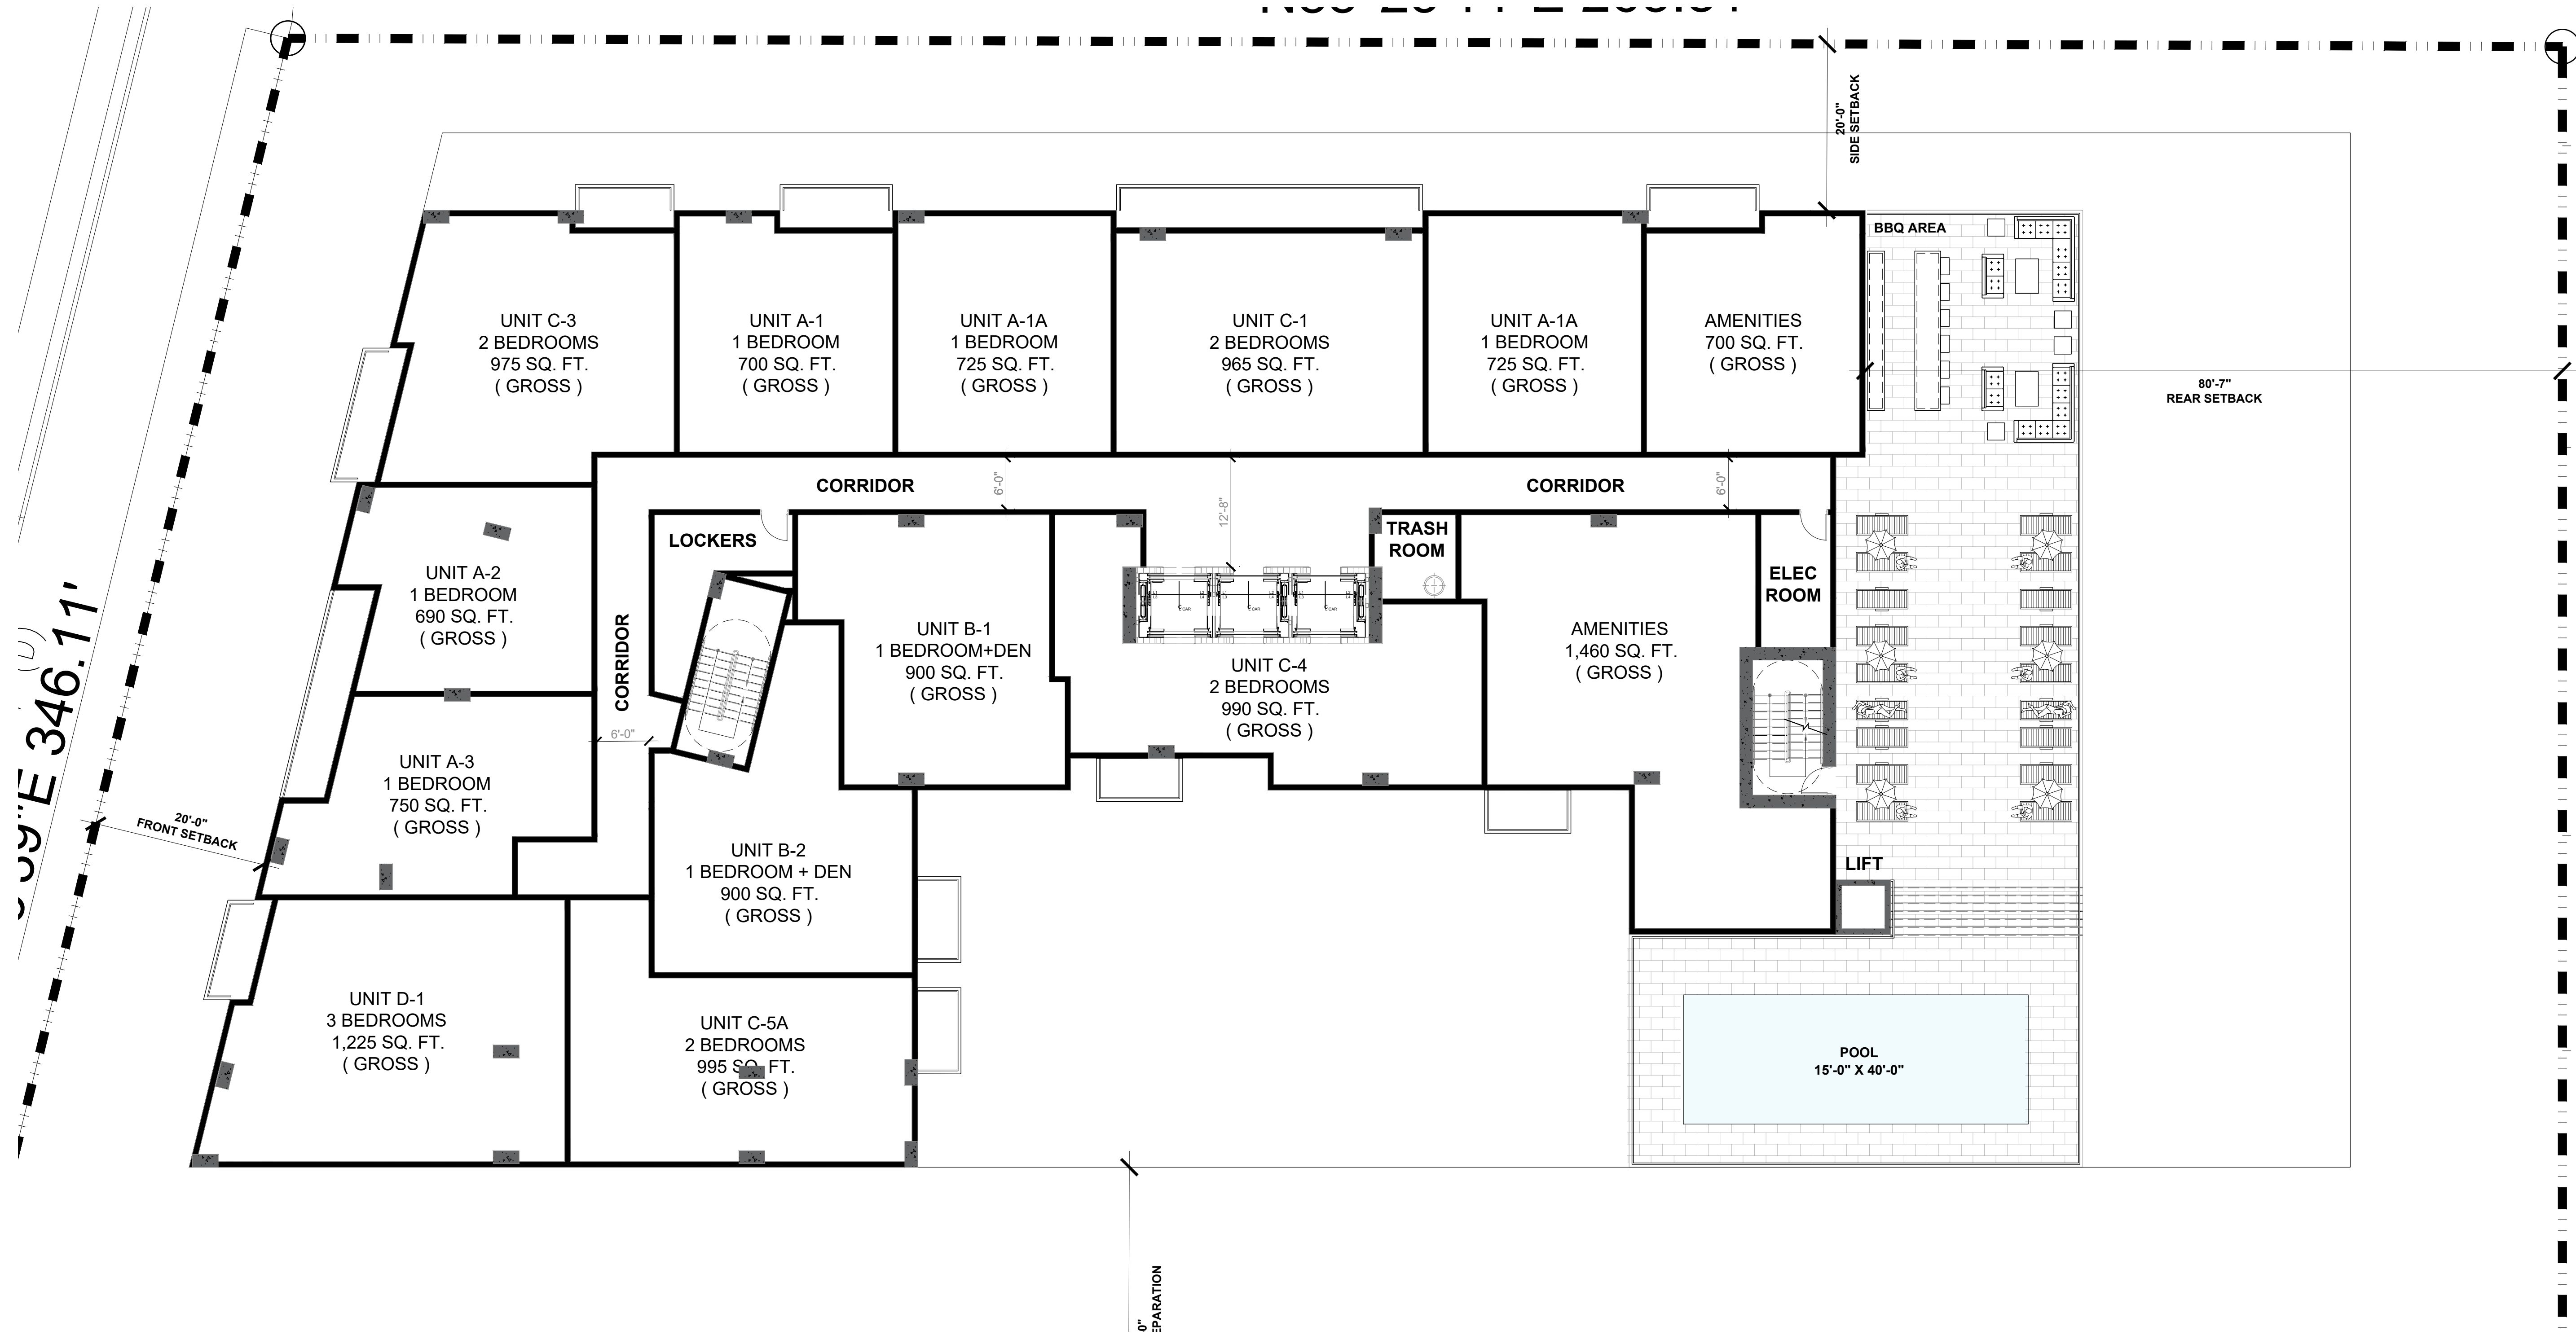 20'-0"
SIDE SETBACK
BBQ AREA
UNIT C-3
2 BEDROOMS
975 SQ. FT.
( GROSS )
UNIT A-1
1 BEDROOM
700 SQ. FT.
( GROSS )
UNIT A-1A
1 BEDROOM
725 SQ. FT.
( GROSS )
UNIT C-1
2 BEDROOMS
965 SQ. FT.
( GROSS )
UNIT A-1A
1 BEDROOM
725 SQ. FT.
( GROSS )
AMENITIES
700 SQ. FT.
( GROSS )
80'-7"
REAR SETBACK
CORRIDOR
6'-0"
12'-8"
CORRIDOR
6'-0"
LOCKERS
TRASH
ROOM
ELEC
ROOM
UNIT A-2
1 BEDROOM
690 SQ. FT.
( GROSS )
CORRIDOR
6'-0"
UNIT B-1
1 BEDROOM+DEN
900 SQ. FT.
( GROSS )
CAR
CAR
CAR
UNIT C-4
2 BEDROOMS
990 SQ. FT.
( GROSS )
AMENITIES
1,460 SQ. FT.
( GROSS )
E 346.11'
UNIT A-3
1 BEDROOM
750 SQ. FT.
( GROSS )
20'-0"
FRONT SETBACK
UNIT B-2
1 BEDROOM + DEN
900 SQ. FT.
( GROSS )
LIFT
UNIT D-1
3 BEDROOMS
1,225 SQ. FT.
( GROSS )
UNIT C-5A
2 BEDROOMS
995 SQ. FT.
( GROSS )
POOL
15'-0" X 40'-0"